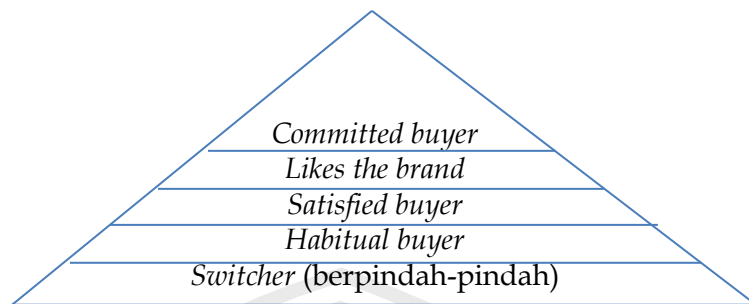 Committed buyer
Likes the brand
Satisfied buyer
Habitual buyer
Switcher (berpindah-pindah)